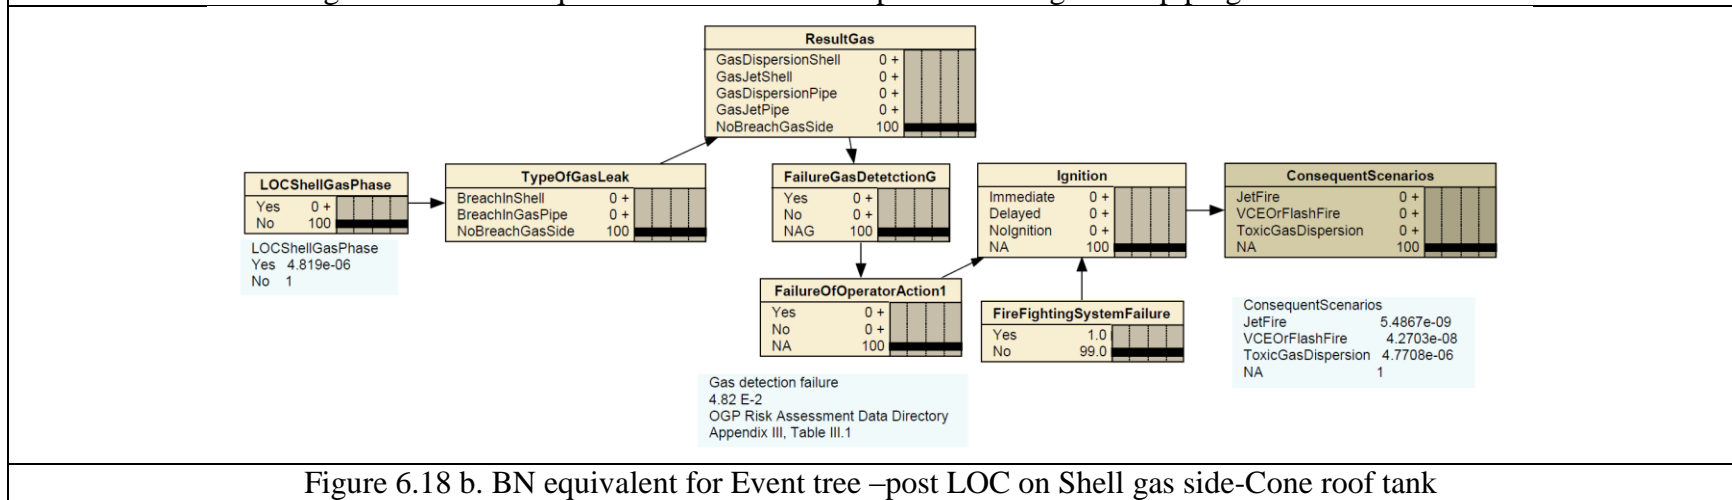 ResultGas
GasDispersionShell 0 +
GasJetShell 0 +
GasDispersionPipe 0 +
GasJetPipe 0 +
NoBreachGasSide 100
LOCShellGasPhase
Yes 0 +
No 100
LOCShellGasPhase
Yes 4.819e-06
No 1
TypeOfGasLeak
BreachInShell 0 +
BreachInGasPipe 0 +
NoBreachGasSide 100
FailureGasDetetctionG
Yes 0 +
No 0 +
NAG 100
Ignition
Immediate 0 +
Delayed 0 +
NoIgnition 0 +
NA 100
ConsequentScenarios
JetFire 0 +
VCEOrFlashFire 0 +
ToxicGasDispersion 0 +
NA 100
FailureOfOperatorAction1
Yes 0 +
No 0 +
NA 100
FireFightingSystemFailure
Yes 1.0
No 99.0
ConsequentScenarios
JetFire 5.4867e-09
VCEOrFlashFire 4.2703e-08
ToxicGasDispersion 4.7708e-06
NA 1
Gas detection failure
4.82 E-2
OGP Risk Assessment Data Directory
Appendix III, Table III.1
Figure 6.18 b. BN equivalent for Event tree –post LOC on Shell gas side-Cone roof tank